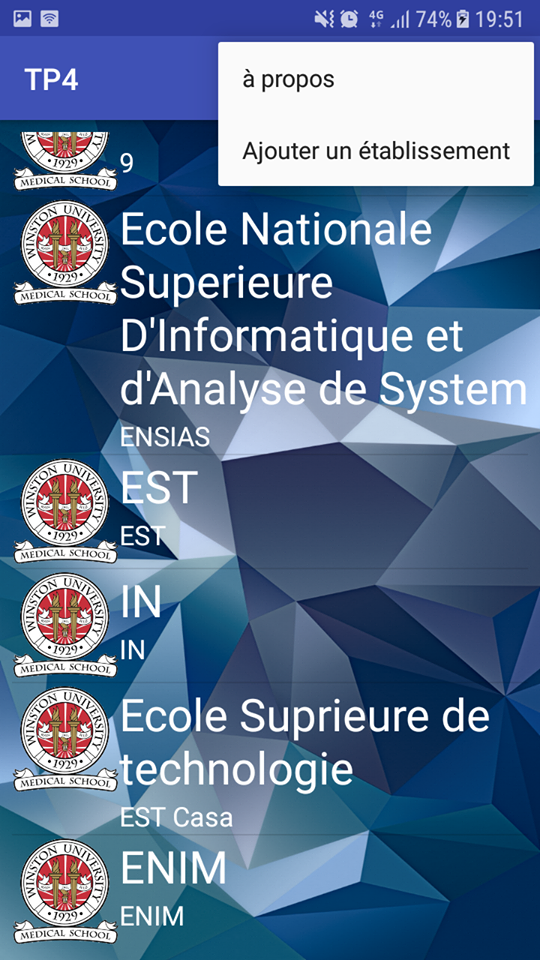 4G 74% 19:51
TP4
à propos
Ajouter un établissement
9
MEDICAL SCHOOL
Ecole Nationale
Superieure
D'Informatique et
d'Analyse de System
ENSIAS
WINSTON UNIVERSITY
1929
MEDICAL SCHOOL
EST
EST
WINSTON UNIVERSITY
1929
MEDICAL SCHOOL
IN
IN
WINSTON UNIVERSITY
1929
MEDICAL SCHOOL
Ecole Suprieure de
technologie
EST Casa
WINSTON UNIVERSITY
1929
MEDICAL SCHOOL
ENIM
ENIM
WINSTON UNIVERSITY
1929
MEDICAL SCHOOL